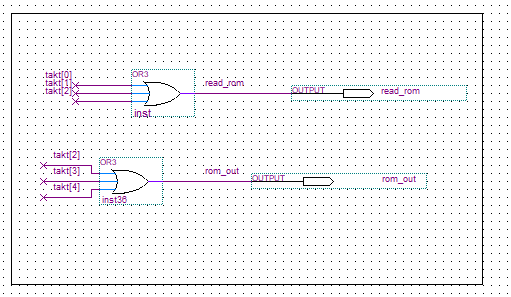 OR3
takt[0]
takt[1]
takt[2]
read_rom
OUTPUT
read_rom
inst
takt[2]
OR3
takt[3]
rom_out
OUTPUT
rom_out
takt[4]
inst36